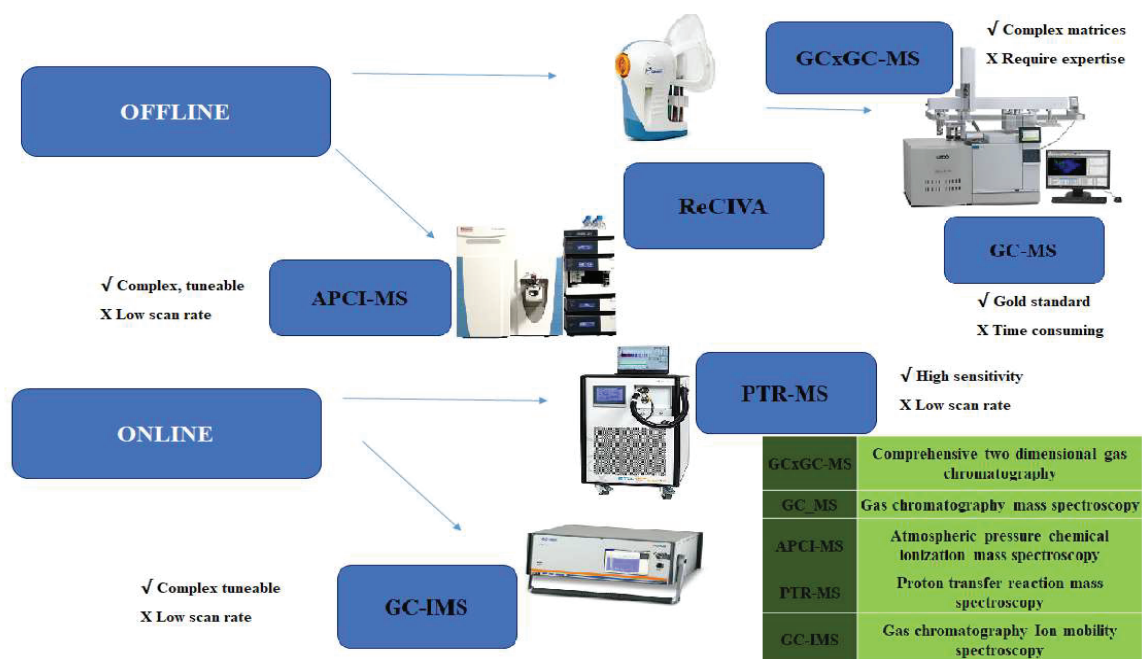 GCxGC-MS
√ Complex matrices
X Require expertise
OFFLINE
ReCIVA
GC-MS
√ Complex, tuneable
X Low scan rate
APCI-MS
√ Gold standard
X Time consuming
PTR-MS
√ High sensitivity
X Low scan rate
ONLINE
√ Complex tuneable
X Low scan rate
GC-IMS
GCxGC-MS Comprehensive two dimensional gas
chromatography
GC_MS Gas chromatography mass spectroscopy
APCI-MS Atmospheric pressure chemical
ionization mass spectroscopy
PTR-MS Proton transfer reaction mass
spectroscopy
GC-IMS Gas chromatography Ion mobility
spectroscopy